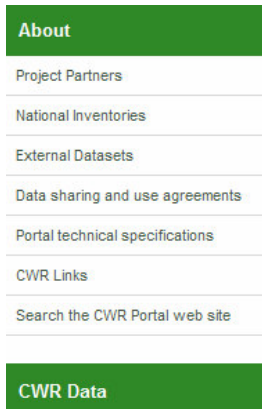 About
Project Partners
National Inventories
External Datasets
Data sharing and use agreements
Portal technical specifications
CWR Links
Search the CWR Portal web site
CWR Data